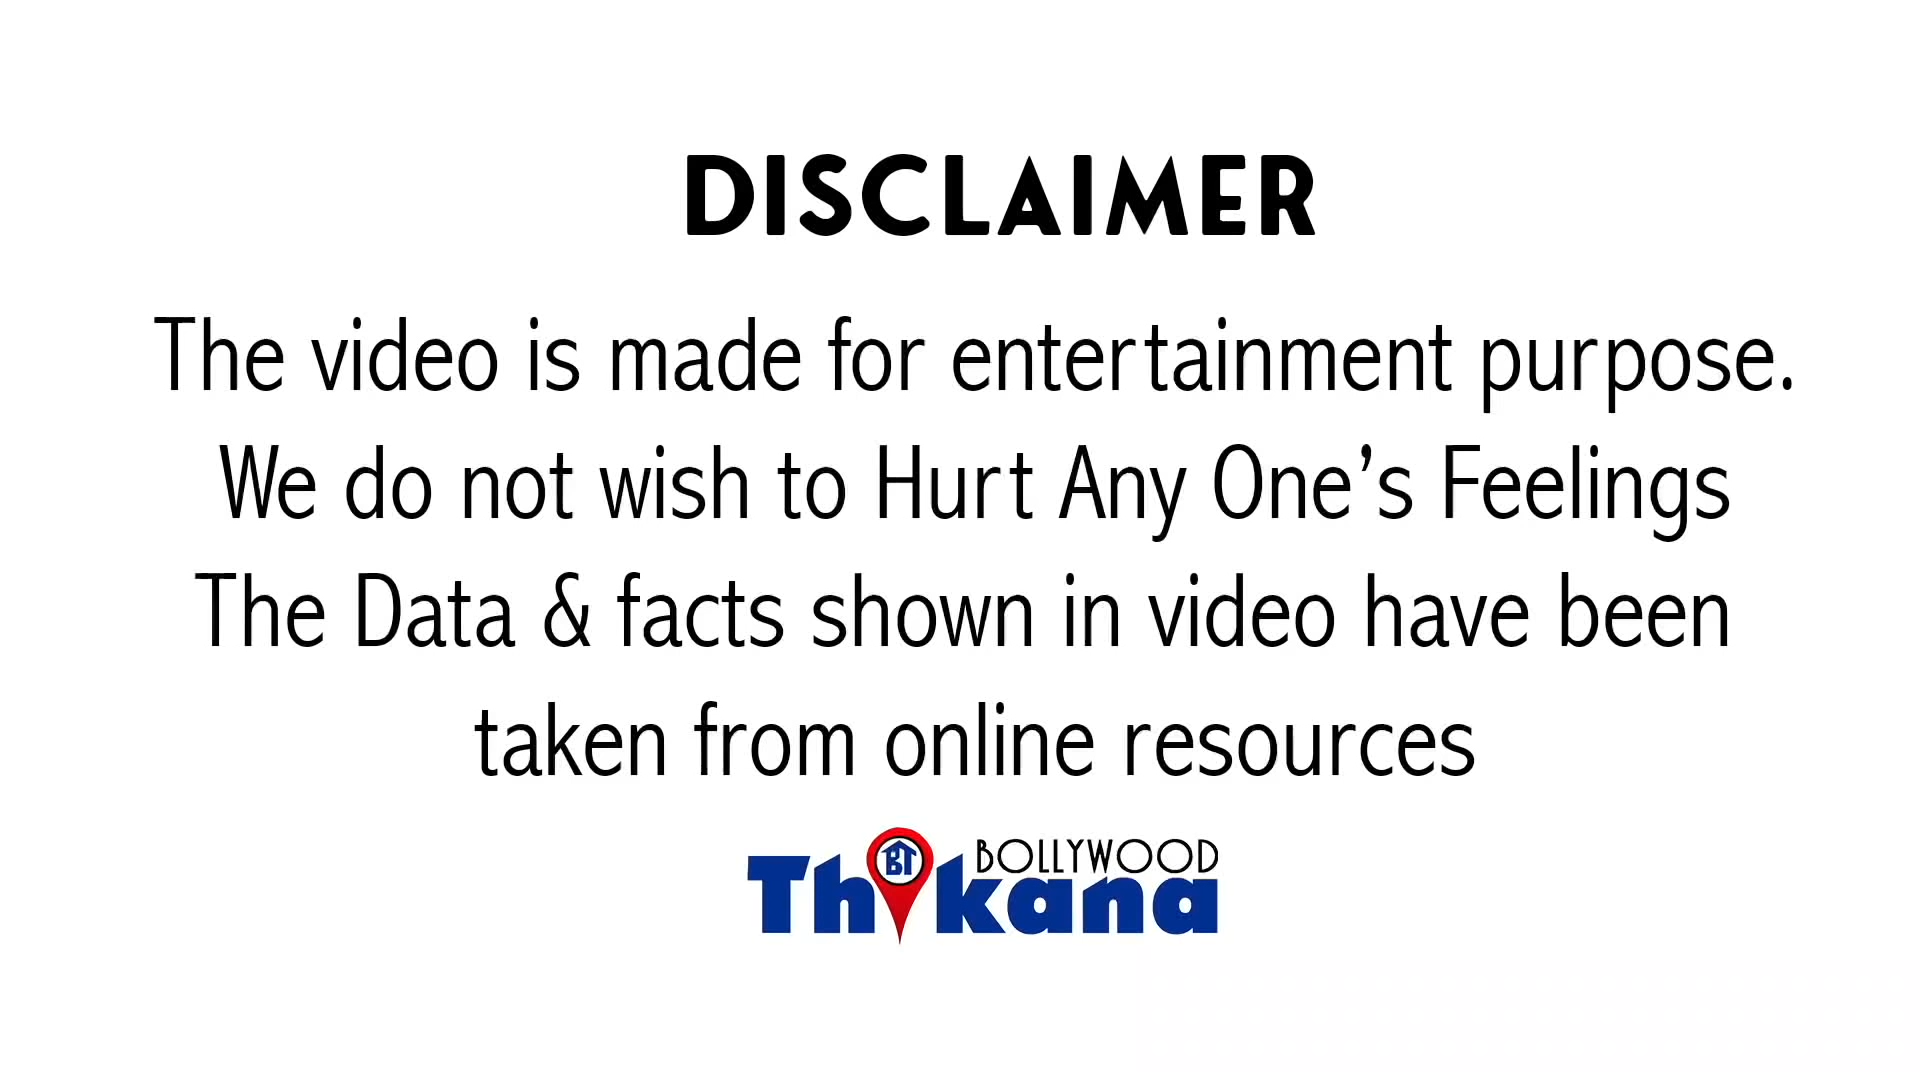 DISCLAIMER
The video is made for entertainment purpose.
We do not wish to Hurt Any One's Feelings
The Data & facts shown in video have been
taken from online resources
BT
BOLLYWOOD
Thikana